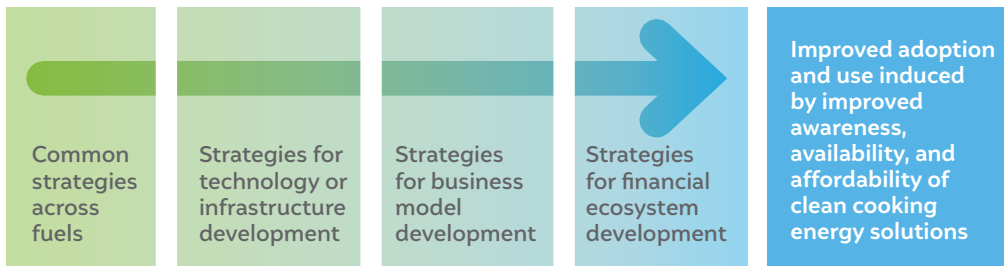 Common
strategies
across
fuels
Strategies for
technology or
infrastructure
development
Strategies
for business
model
development
Strategies
for financial
ecosystem
development
Improved adoption
and use induced
by improved
awareness,
availability, and
affordability of
clean cooking
energy solutions